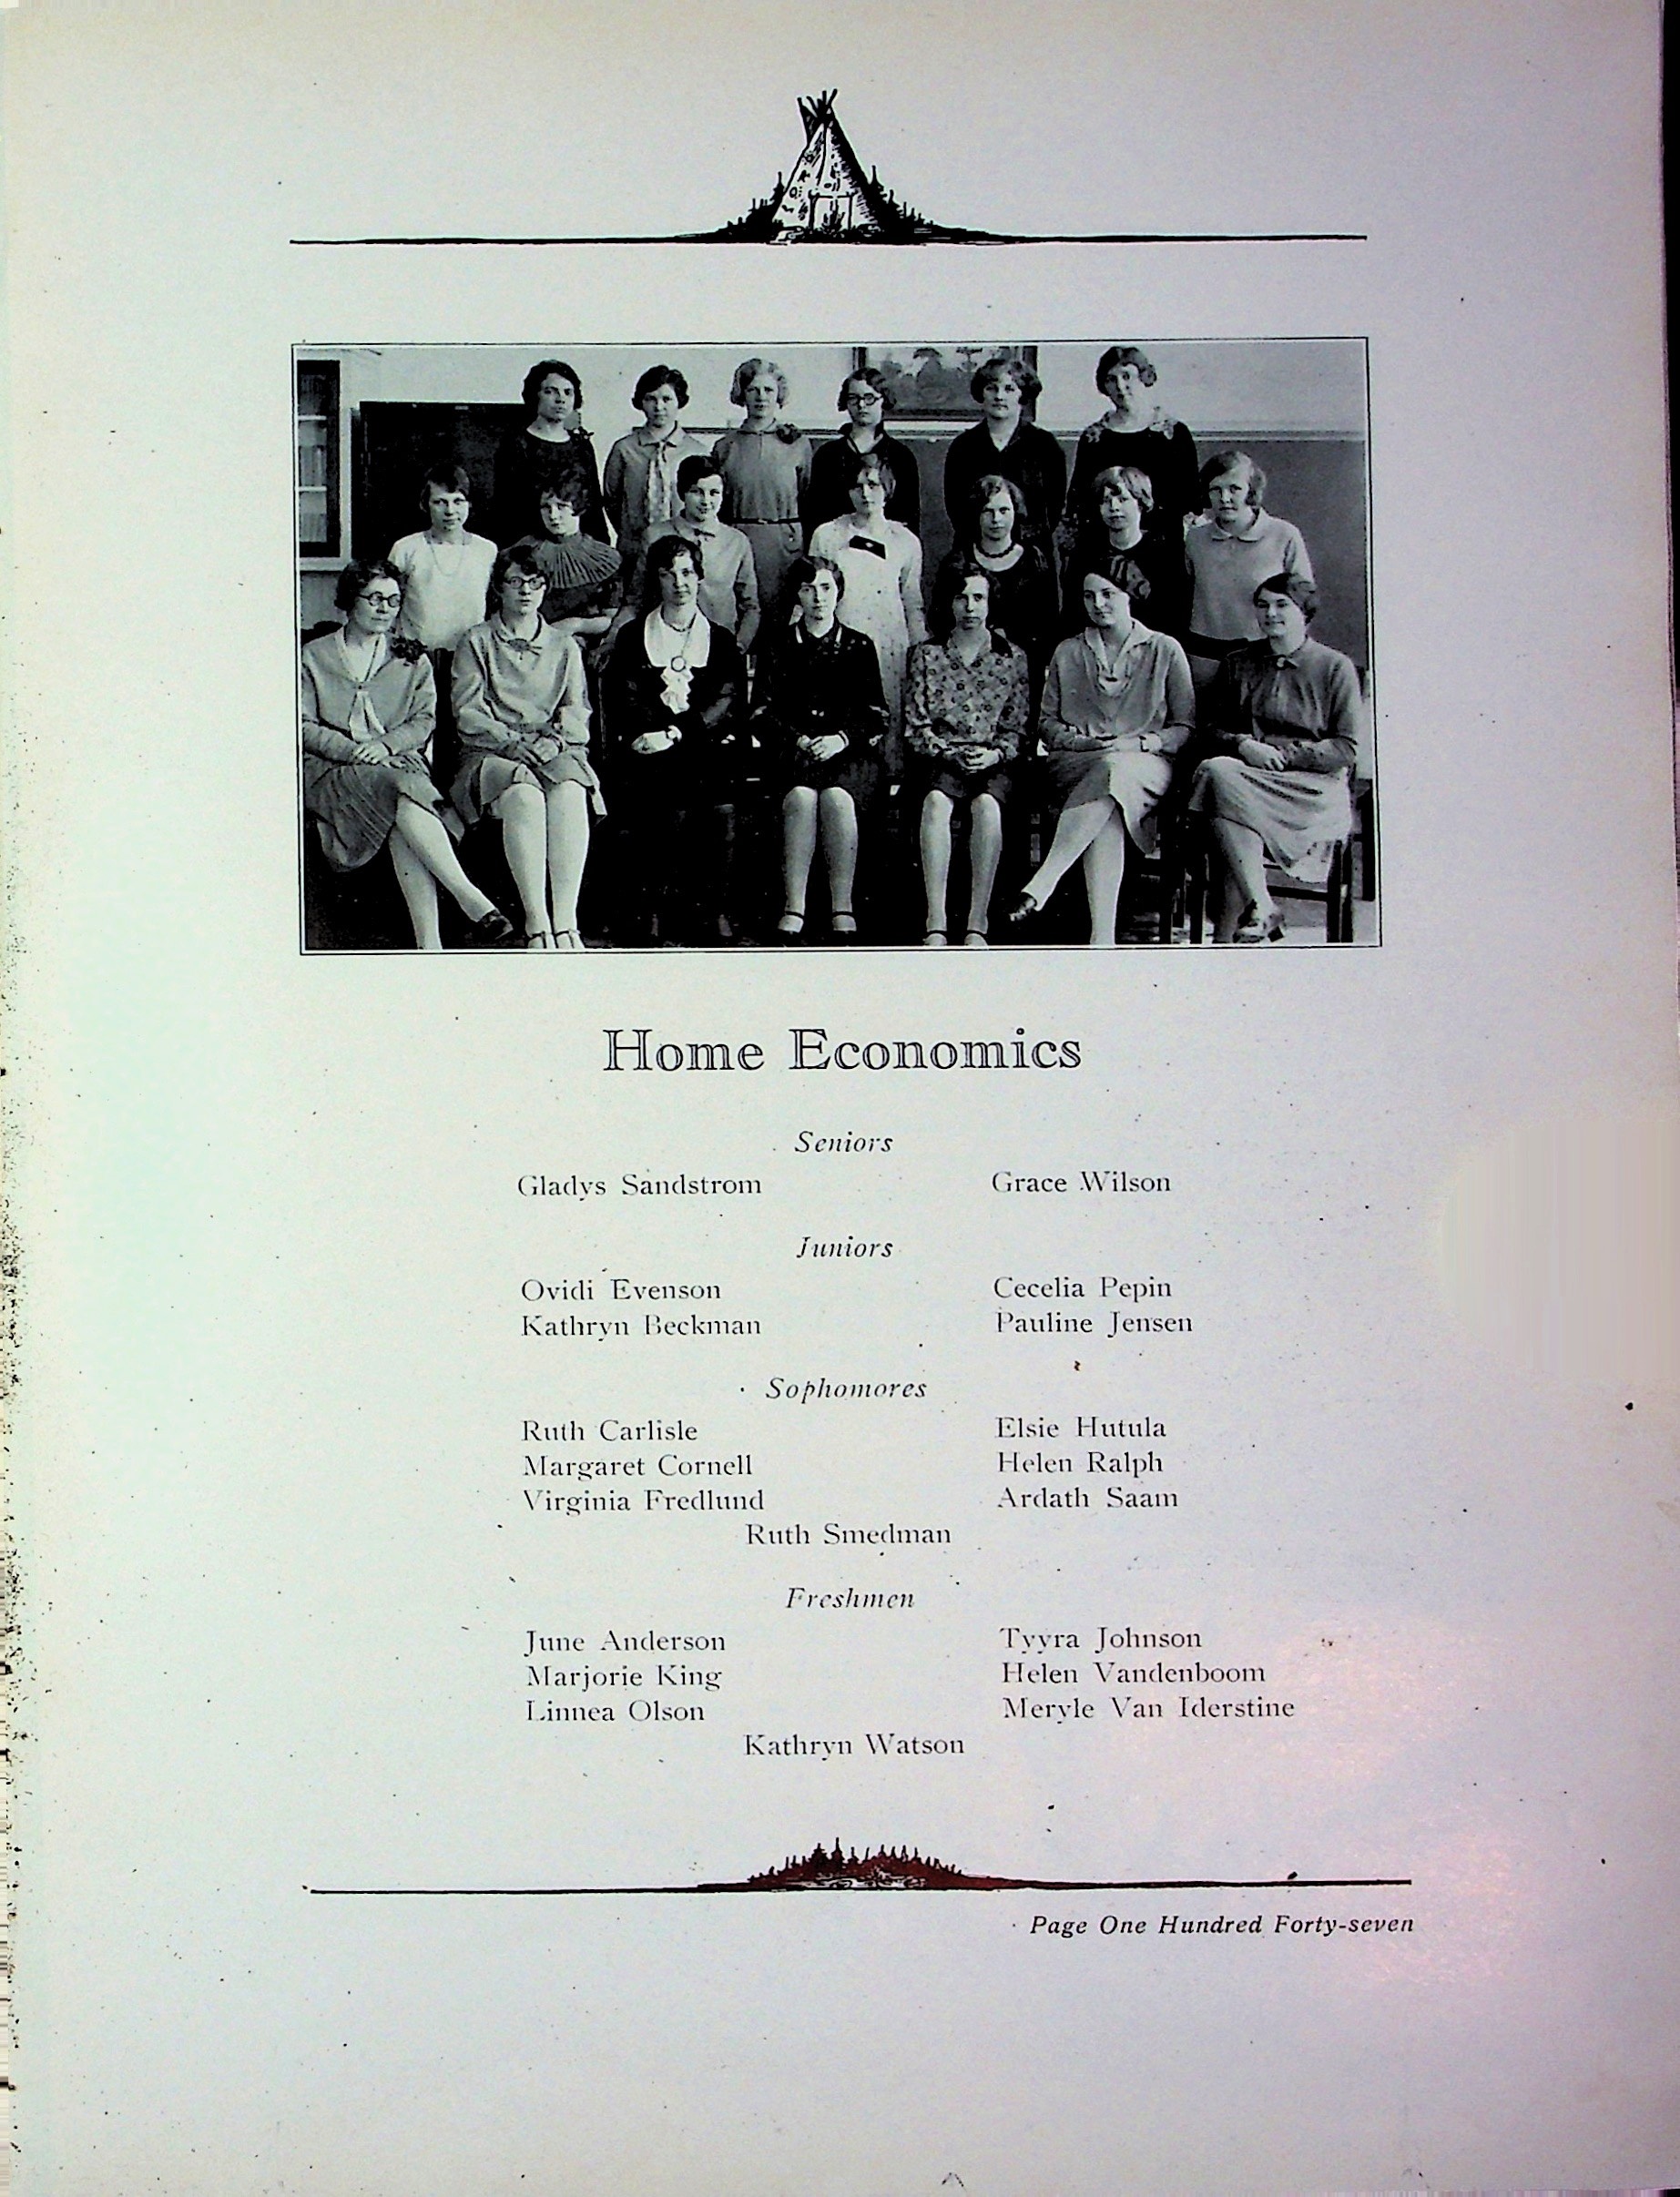 Home Economics
Seniors
Gladys Sandstrom Grace Wilson
Juniors
Ovidi Evenson Cecelia Pepin
Kathryn Beckman Pauline Jensen
Sophomores
Ruth Carlisle Elsie Hutula
Margaret Cornell Helen Ralph
Virginia Fredlund Ardath Saam
Ruth Smedman
Freshmen
June Anderson Tyyra Johnson
Marjorie King Helen Vandenboom
Linnea Olson Meryle Van Iderstine
Kathryn Watson
Page One Hundred Forty-seven